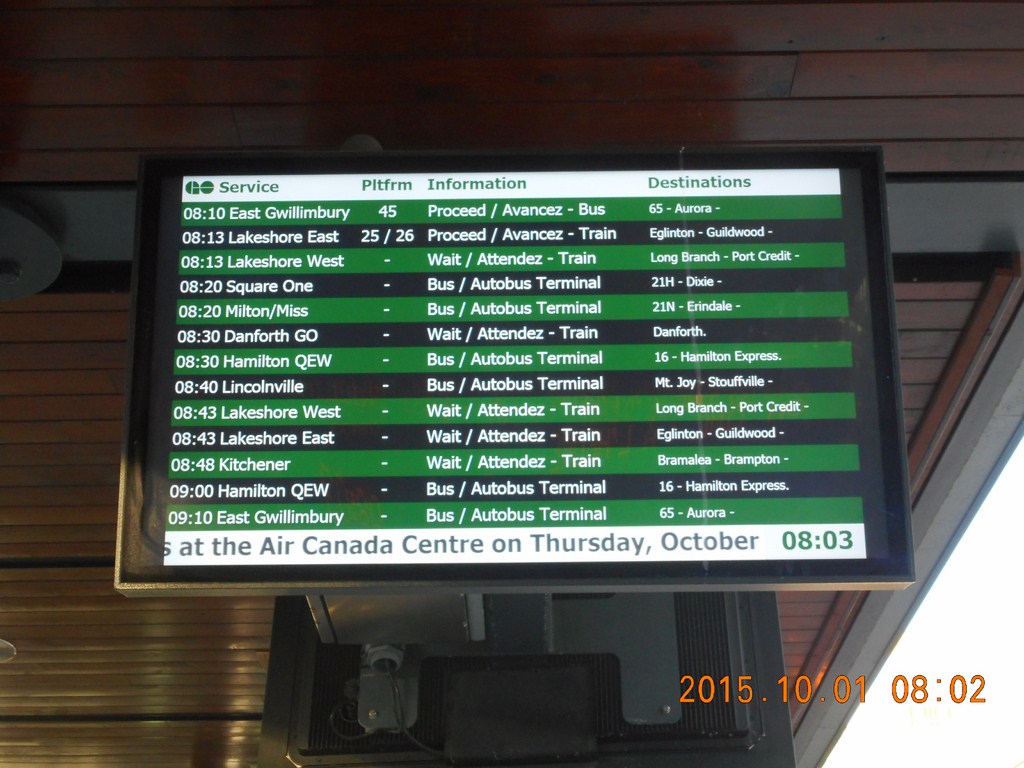 GO Service Pltfrm Information Destinations
08:10 East Gwillimbury 45 Proceed / Avancez - Bus 65 - Aurora -
08:13 Lakeshore East 25 / 26 Proceed / Avancez - Train Eglinton - Guildwood -
08:13 Lakeshore West - Wait / Attendez - Train Long Branch - Port Credit -
08:20 Square One - Bus / Autobus Terminal 21H - Dixie -
08:20 Milton/Miss - Bus / Autobus Terminal 21N - Erindale -
08:30 Danforth GO - Wait / Attendez - Train Danforth.
08:30 Hamilton QEW - Bus / Autobus Terminal 16 - Hamilton Express.
08:40 Lincolnville - Bus / Autobus Terminal Mt. Joy - Stouffville -
08:43 Lakeshore West - Wait / Attendez - Train Long Branch - Port Credit -
08:43 Lakeshore East - Wait / Attendez - Train Eglinton - Guildwood -
08:48 Kitchener - Wait / Attendez - Train Bramalea - Brampton -
09:00 Hamilton QEW - Bus / Autobus Terminal 16 - Hamilton Express.
09:10 East Gwillimbury - Bus / Autobus Terminal 65 - Aurora -
s at the Air Canada Centre on Thursday, October 08:03
2015.10.01 08:02